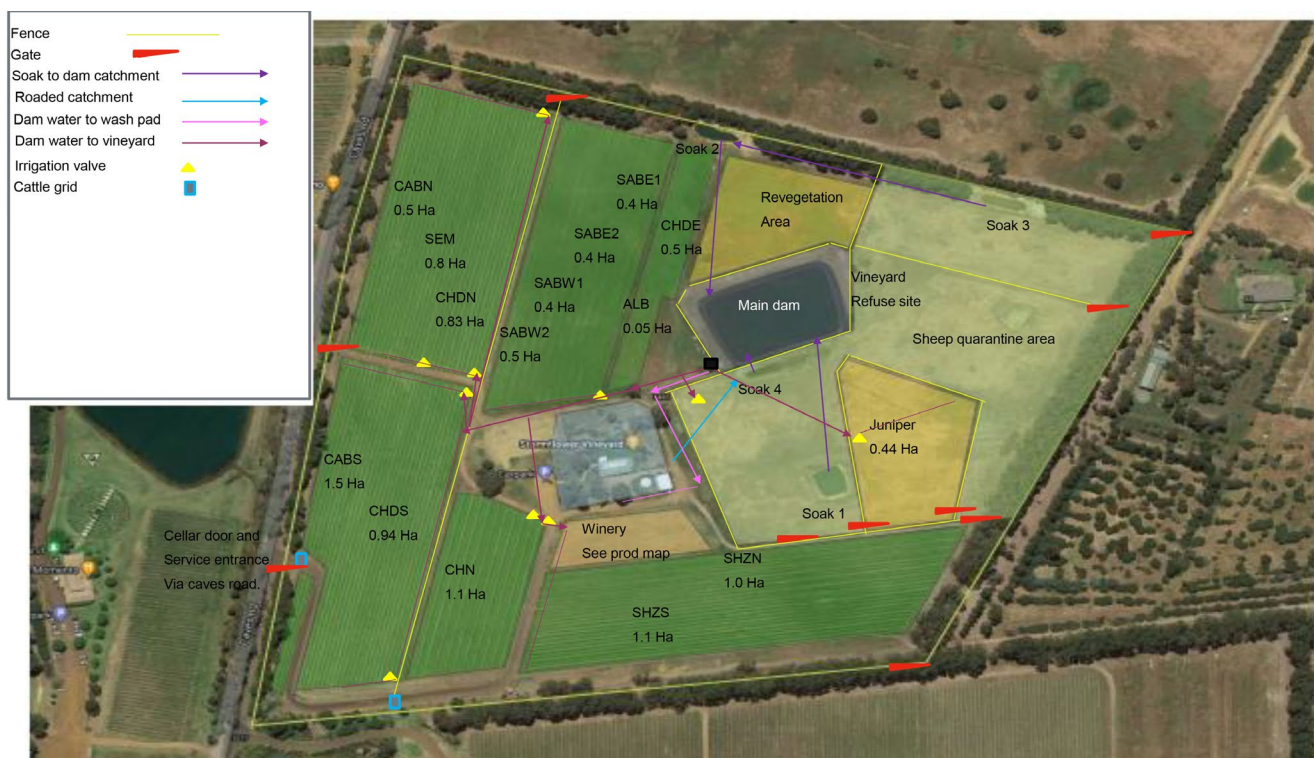 Fence
Gate
Soak to dam catchment
Roaded catchment
Dam water to wash pad
Dam water to vineyard
Irrigation valve
Cattle grid
CABN
0.5 Ha
SEM
0.8 Ha
CHDN
0.83 Ha
SABE1
0.4 Ha
SABE2
0.4 Ha
SABW1
0.4 Ha
SABW2
0.5 Ha
CHDE
0.5 Ha
ALB
0.05 Ha
Soak 2
Revegetation
Area
Soak 3
Main dam
Vineyard
Refuse site
Sheep quarantine area
Soak 4
Juniper
0.44 Ha
Soak 1
Stormflower Vineyard
CABS
1.5 Ha
CHDS
0.94 Ha
CHN
1.1 Ha
Winery
See prod map
SHZN
1.0 Ha
SHZS
1.1 Ha
Cellar door and
Service entrance
Via caves road.
Caves Rd